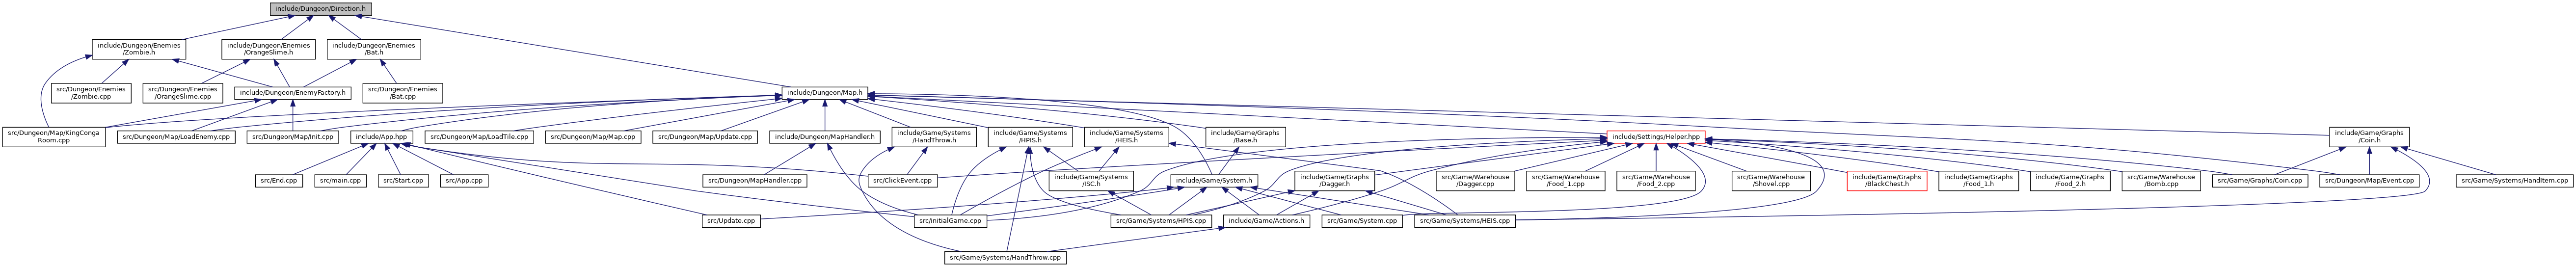 include/Dungeon/Direction.h
include/Dungeon/Enemies
/Zombie.h
include/Dungeon/Enemies
/OrangeSlime.h
include/Dungeon/Enemies
/Bat.h
src/Dungeon/Enemies
/Zombie.cpp
src/Dungeon/Enemies
/OrangeSlime.cpp
include/Dungeon/EnemyFactory.h
src/Dungeon/Enemies
/Bat.cpp
include/Dungeon/Map.h
src/Dungeon/Map/KingConga
Room.cpp
src/Dungeon/Map/LoadEnemy.cpp
src/Dungeon/Map/Init.cpp
include/App.hpp
src/Dungeon/Map/LoadTile.cpp
src/Dungeon/Map/Map.cpp
src/Dungeon/Map/Update.cpp
include/Dungeon/MapHandler.h
include/Game/Systems
/HandThrow.h
include/Game/Systems
/HPIS.h
include/Game/Systems
/HEIS.h
include/Game/Graphs
/Base.h
include/Settings/Helper.hpp
include/Game/Graphs
/Coin.h
src/End.cpp
src/main.cpp
src/Start.cpp
src/App.cpp
src/Dungeon/MapHandler.cpp
src/ClickEvent.cpp
include/Game/Systems
/ISC.h
include/Game/System.h
include/Game/Graphs
/Dagger.h
src/Game/Warehouse
/Dagger.cpp
src/Game/Warehouse
/Food_1.cpp
src/Game/Warehouse
/Food_2.cpp
src/Game/Warehouse
/Shovel.cpp
include/Game/Graphs
/BlackChest.h
include/Game/Graphs
/Food_1.h
include/Game/Graphs
/Food_2.h
src/Game/Warehouse
/Bomb.cpp
src/Game/Graphs/Coin.cpp
src/Dungeon/Map/Event.cpp
src/Game/Systems/HandItem.cpp
src/Update.cpp
src/initialGame.cpp
src/Game/Systems/HPIS.cpp
include/Game/Actions.h
src/Game/System.cpp
src/Game/Systems/HEIS.cpp
src/Game/Systems/HandThrow.cpp